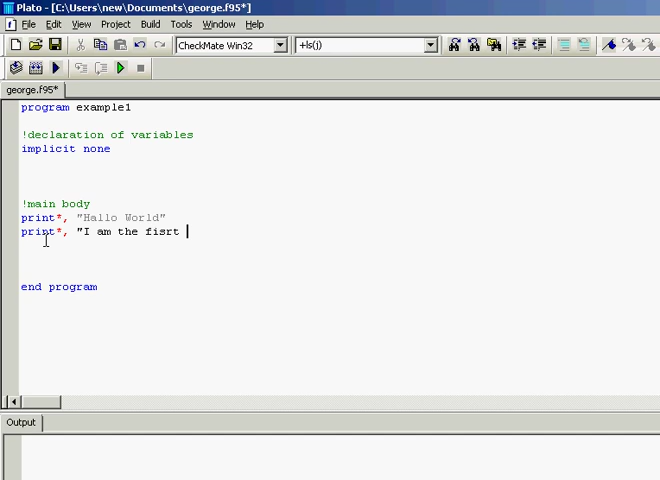 Plato - [C:\Users\new\Documents\george.f95*]
File Edit View Project Build Tools Window Help
CheckMate Win32 +ls(j)
george.f95*
program example1
!declaration of variables
implicit none
!main body
print*, "Hallo World"
print*, "I am the fisrt
end program
Output